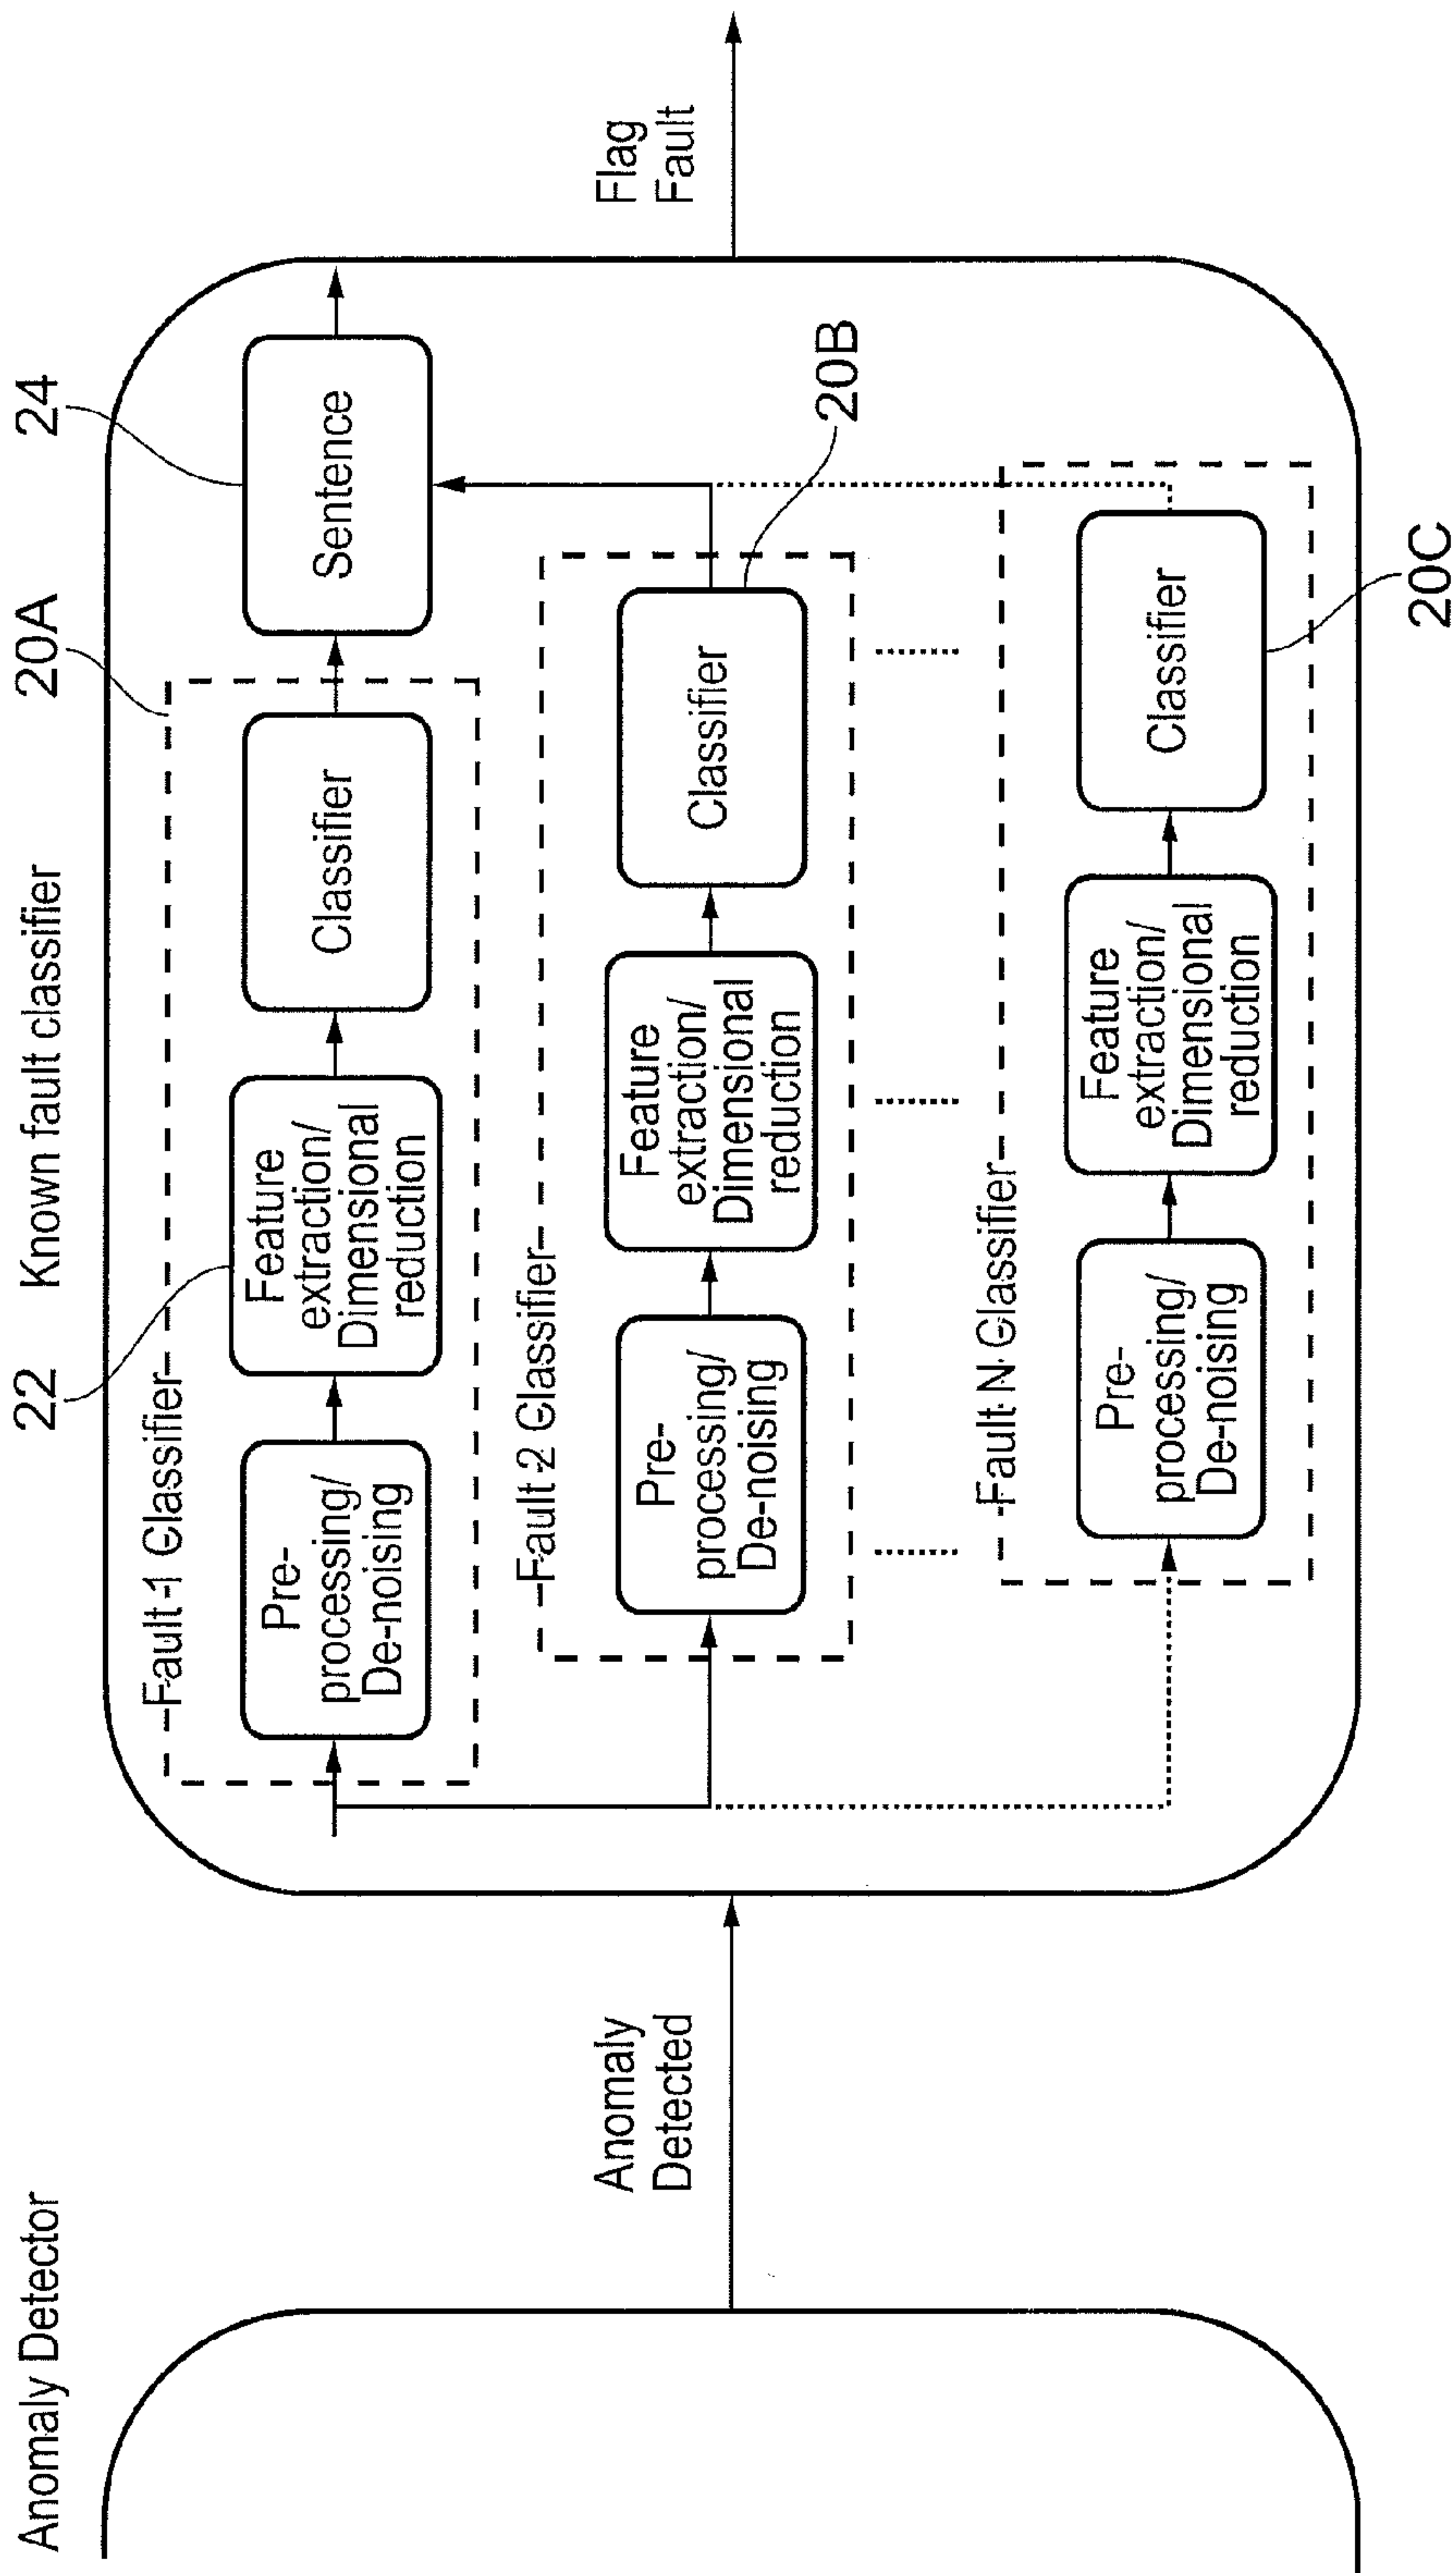 Anomaly Detector
Anomaly
Detected
22
Known fault classifier
20A
24
Fault 1 Classifier
Pre-
processing/
De-noising
Feature
extraction/
Dimensional
reduction
Classifier
Sentence
Fault 2 Classifier
Pre-
processing/
De-noising
Feature
extraction/
Dimensional
reduction
Classifier
20B
Fault N Classifier
Pre-
processing/
De-noising
Feature
extraction/
Dimensional
reduction
Classifier
20C
Flag
Fault